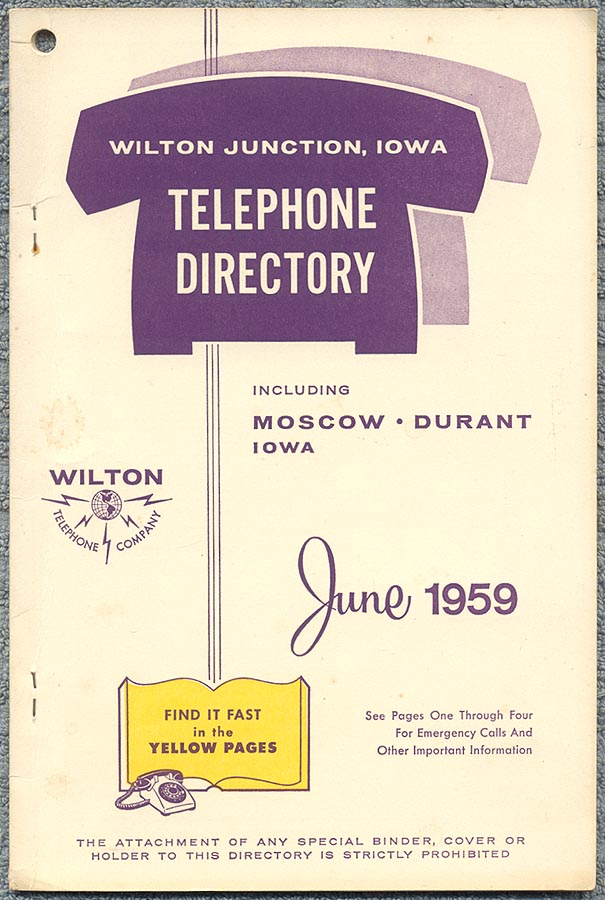 WILTON JUNCTION, IOWA
TELEPHONE
DIRECTORY
INCLUDING
MOSCOW • DURANT
IOWA
WILTON
TELEPHONE COMPANY
June 1959
FIND IT FAST
in the
YELLOW PAGES
See Pages One Through Four
For Emergency Calls And
Other Important Information
THE ATTACHMENT OF ANY SPECIAL BINDER, COVER OR
HOLDER TO THIS DIRECTORY IS STRICTLY PROHIBITED